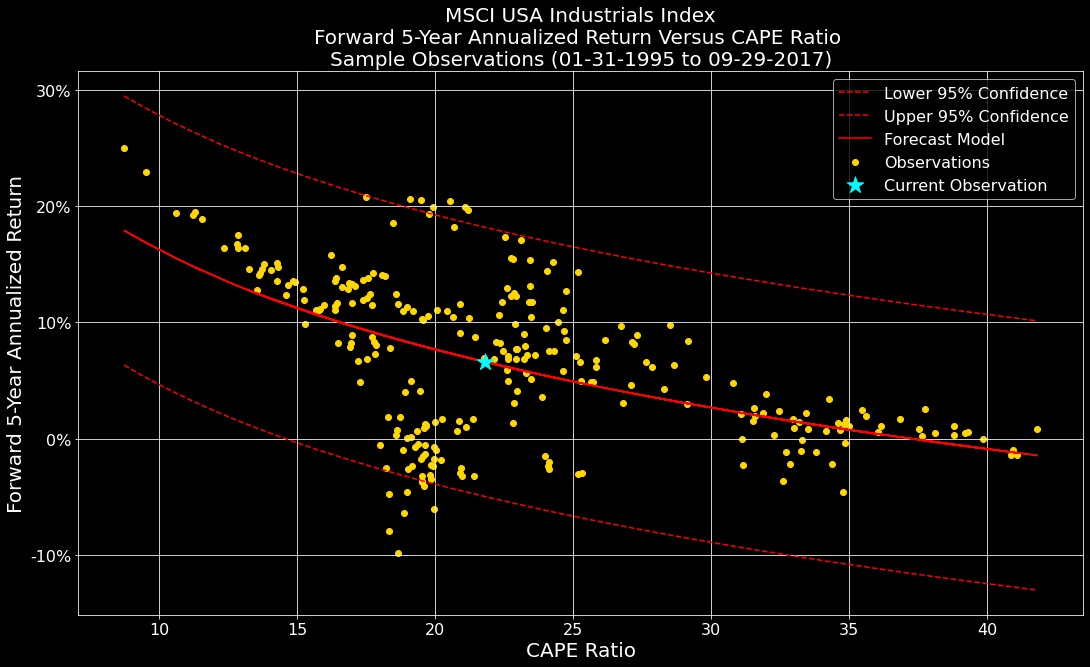 MSCI USA Industrials Index
Forward 5-Year Annualized Return Versus CAPE Ratio
Sample Observations (01-31-1995 to 09-29-2017)
Lower 95% Confidence
Upper 95% Confidence
Forecast Model
Observations
Current Observation
Forward 5-Year Annualized Return
30%
20%
10%
0%
-10%
10 15 20 25 30 35 40
CAPE Ratio